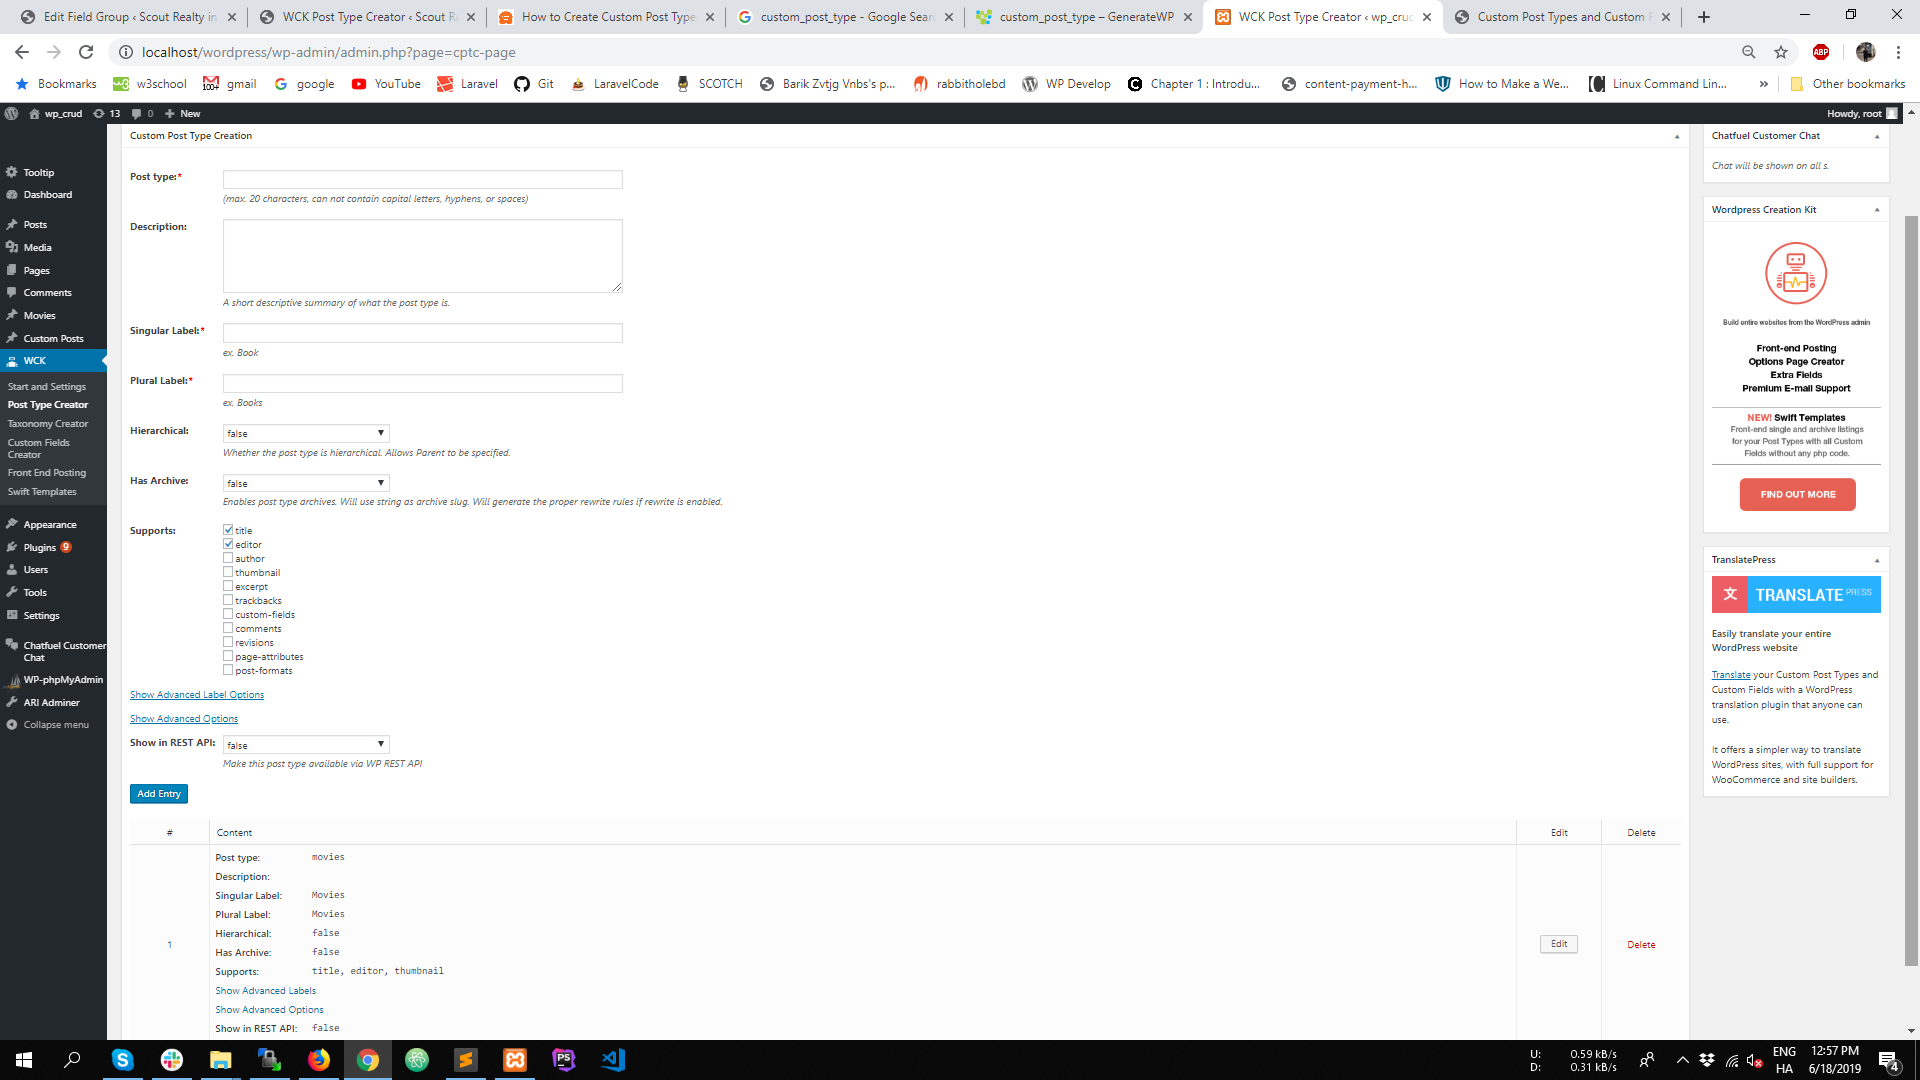 Edit Field Group ‹ Scout Realty in
WCK Post Type Creator ‹ Scout R
How to Create Custom Post Type
custom_post_type - Google Sear
custom_post_type – GenerateWP
WCK Post Type Creator ‹ wp_cruc
Custom Post Types and Custom F
localhost/wordpress/wp-admin/admin.php?page=cptc-page
ABP
Bookmarks
w3school
gmail
google
YouTube
Laravel
Git
LaravelCode
SCOTCH
Barik Zvtjg Vnbs's p...
rabbitholebd
WP Develop
Chapter 1 : Introdu...
content-payment-h...
How to Make a We...
Linux Command Lin...
»
Other bookmarks
wp_crud
13
0
New
Howdy, root
Tooltip
Dashboard
Posts
Media
Pages
Comments
Movies
Custom Posts
WCK
Start and Settings
Post Type Creator
Taxonomy Creator
Custom Fields
Creator
Front End Posting
Swift Templates
Appearance
Plugins 9
Users
Tools
Settings
Chatfuel Customer
Chat
WP-phpMyAdmin
ARI Adminer
Collapse menu
Custom Post Type Creation
Post type:*
(max. 20 characters, can not contain capital letters, hyphens, or spaces)
Description:
A short descriptive summary of what the post type is.
Singular Label:*
ex. Book
Plural Label:*
ex. Books
Hierarchical:
false
Whether the post type is hierarchical. Allows Parent to be specified.
Has Archive:
false
Enables post type archives. Will use string as archive slug. Will generate the proper rewrite rules if rewrite is enabled.
Supports:
title
editor
author
thumbnail
excerpt
trackbacks
custom-fields
comments
revisions
page-attributes
post-formats
Show Advanced Label Options
Show Advanced Options
Show in REST API:
false
Make this post type available via WP REST API
Add Entry
#
Content
Edit
Delete
1
Post type: movies
Description:
Singular Label: Movies
Plural Label: Movies
Hierarchical: false
Has Archive: false
Supports: title, editor, thumbnail
Show Advanced Labels
Show Advanced Options
Show in REST API: false
Edit
Delete
Chatfuel Customer Chat
Chat will be shown on all s.
Wordpress Creation Kit
Build entire websites from the WordPress admin
Front-end Posting
Options Page Creator
Extra Fields
Premium E-mail Support
NEW! Swift Templates
Front-end single and archive listings
for your Post Types with all Custom
Fields without any php code.
FIND OUT MORE
TranslatePress
文 TRANSLATE PRESS
Easily translate your entire
WordPress website
Translate your Custom Post Types and
Custom Fields with a WordPress
translation plugin that anyone can
use.
It offers a simpler way to translate
WordPress sites, with full support for
WooCommerce and site builders.
PS
U: 0.59 kB/s
D: 0.31 kB/s
ENG
HA
12:57 PM
6/18/2019
4